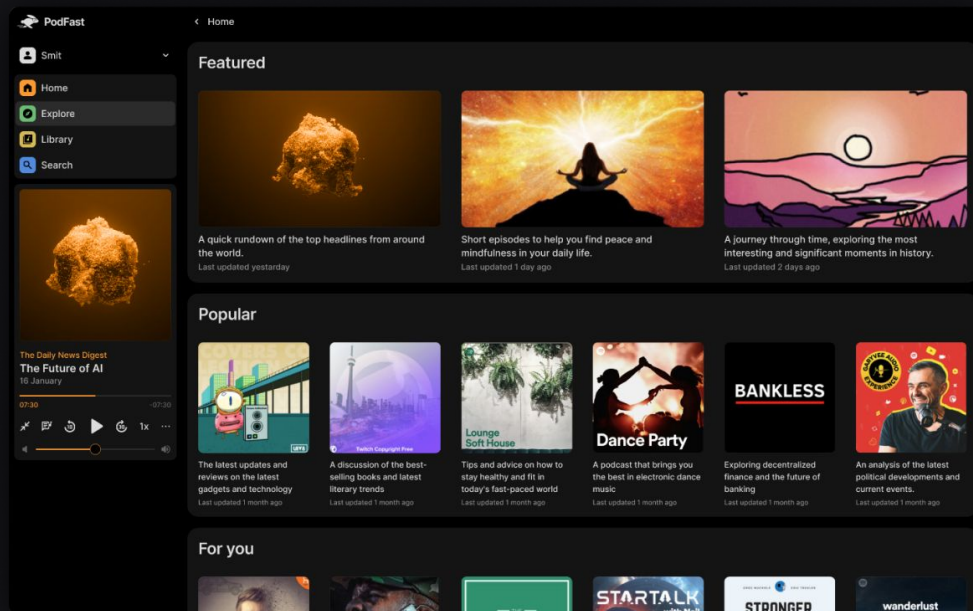 PodFast
Home
Smit
Home
Explore
Library
Search
The Daily News Digest
The Future of AI
16 January
07:30
-07:30
1x
Featured
A quick rundown of the top headlines from around
the world.
Last updated yestarday
Short episodes to help you find peace and
mindfulness in your daily life.
Last updated 1 day ago
A journey through time, exploring the most
interesting and significant moments in history.
Last updated 2 days ago
Popular
COVERS CO
The latest updates and
reviews on the latest
gadgets and technology
Last updated 1 month ago
Twitch Copyright Free
A discussion of the best-
selling books and latest
literary trends
Last updated 1 month ago
Lounge
Soft House
Tips and advice on how to
stay healthy and fit in
today's fast-paced world
Last updated 1 month ago
Dance Party
A podcast that brings you
the best in electronic dance
music
Last updated 1 month ago
BANKLESS
Exploring decentralized
finance and the future of
banking
Last updated 1 month ago
GARYVEE AUDIO
EXPERIENCE
An analysis of the latest
political developments and
current events.
Last updated 1 month ago
For you
STARTALK
STRONGER
wanderlust